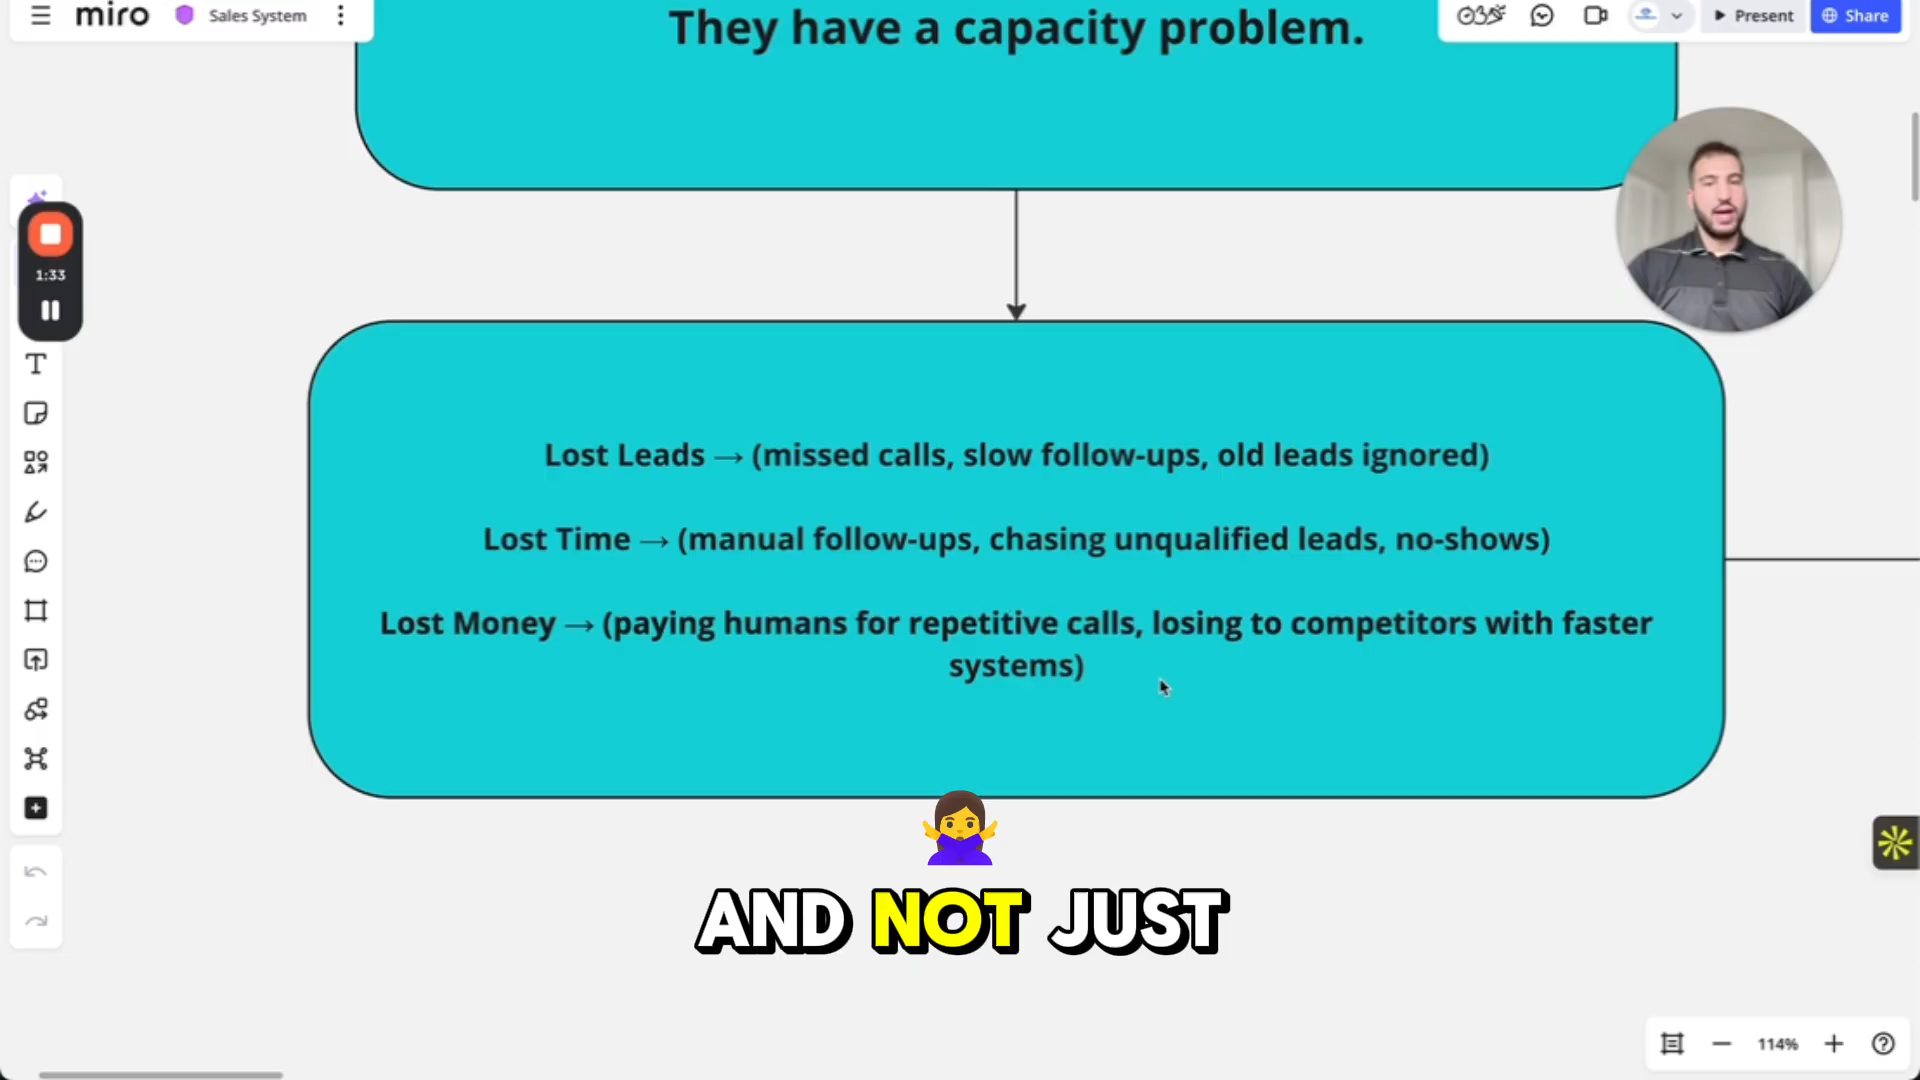 miro
Sales System
Present
Share
They have a capacity problem.
1:33
Lost Leads → (missed calls, slow follow-ups, old leads ignored)
Lost Time → (manual follow-ups, chasing unqualified leads, no-shows)
Lost Money → (paying humans for repetitive calls, losing to competitors with faster
systems)
AND NOT JUST
114%